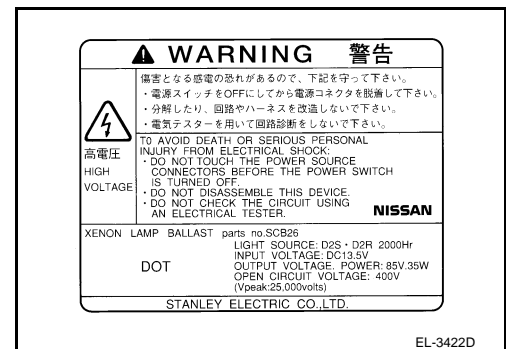 WARNING 警告
傷害となる感電の恐れがあるので、下記を守って下さい。
・電源スイッチをOFFにしてから電源コネクタを脱着して下さい。
・分解したり、回路やハーネスを改造しないで下さい。
・電気テスターを用いて回路診断をしないで下さい。
高電圧
HIGH
VOLTAGE
TO AVOID DEATH OR SERIOUS PERSONAL
INJURY FROM ELECTRICAL SHOCK:
・DO NOT TOUCH THE POWER SOURCE
CONNECTORS BEFORE THE POWER SWITCH
IS TURNED OFF.
・DO NOT DISASSEMBLE THIS DEVICE.
・DO NOT CHECK THE CIRCUIT USING
AN ELECTRICAL TESTER.
NISSAN
XENON LAMP BALLAST parts no.SCB26
DOT
LIGHT SOURCE: D2S・D2R 2000Hr
INPUT VOLTAGE: DC13.5V
OUTPUT VOLTAGE. POWER: 85V.35W
OPEN CIRCUIT VOLTAGE: 400V
(Vpeak:25,000volts)
STANLEY ELECTRIC CO.,LTD.
EL-3422D